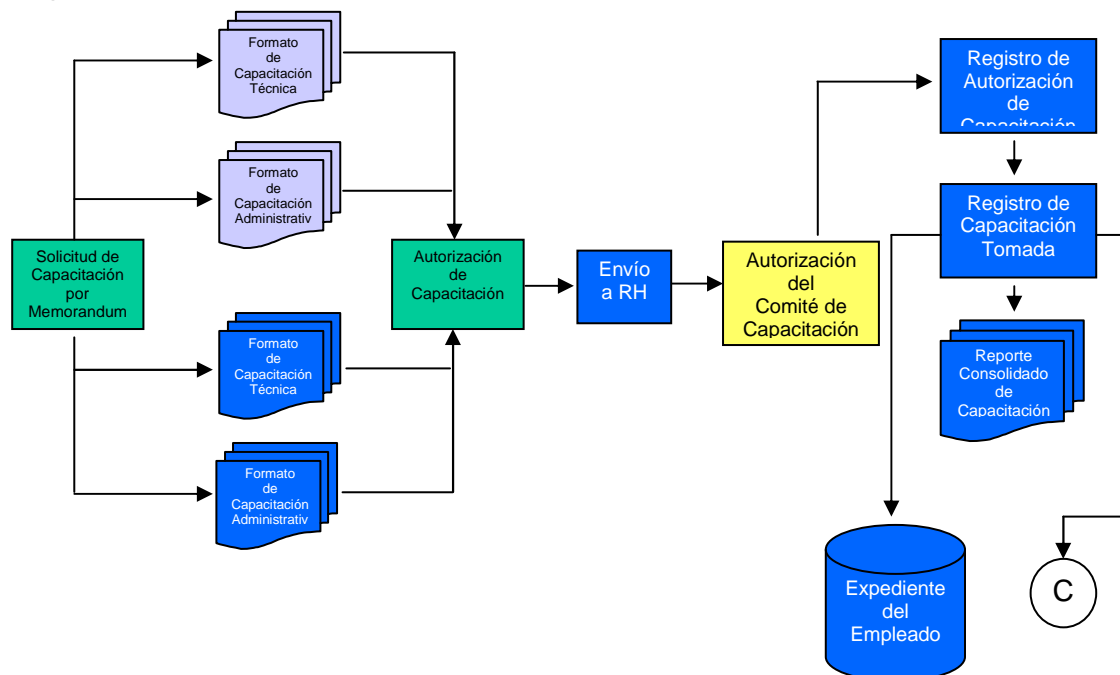 Formato
de
Capacitación
Técnica
Formato
de
Capacitación
Administrativ
Solicitud de
Capacitación
por
Memorandum
Formato
de
Capacitación
Técnica
Formato
de
Capacitación
Administrativ
Autorización
de
Capacitación
Envío
a RH
Autorización
del
Comité de
Capacitación
Registro de
Autorización
de
Capacitación
Registro de
Capacitación
Tomada
Reporte
Consolidado
de
Capacitación
Expediente
del
Empleado
C